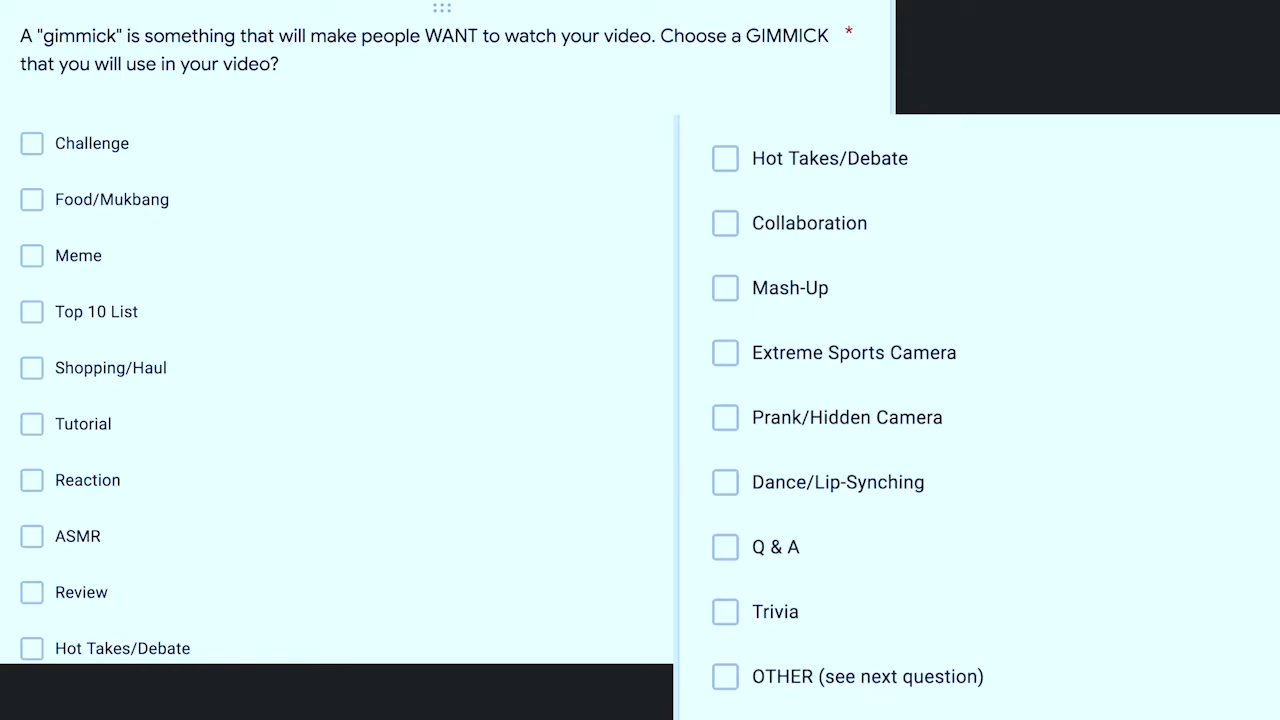 A "gimmick" is something that will make people WANT to watch your video. Choose a GIMMICK *
that you will use in your video?
Challenge
Food/Mukbang
Meme
Top 10 List
Shopping/Haul
Tutorial
Reaction
ASMR
Review
Hot Takes/Debate
Hot Takes/Debate
Collaboration
Mash-Up
Extreme Sports Camera
Prank/Hidden Camera
Dance/Lip-Synching
Q & A
Trivia
OTHER (see next question)